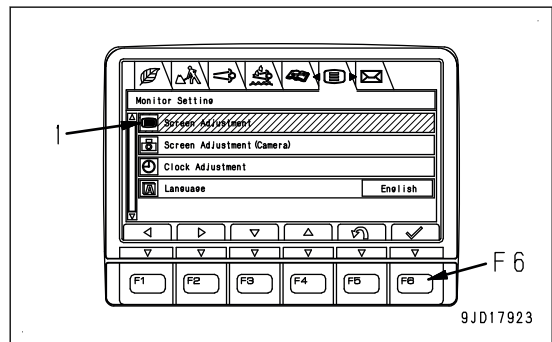 Monitor Setting
1
Screen Adjustment
Screen Adjustment (Camera)
Clock Adjustment
A Language English
F1 F2 F3 F4 F5 F6
F6
9JD17923